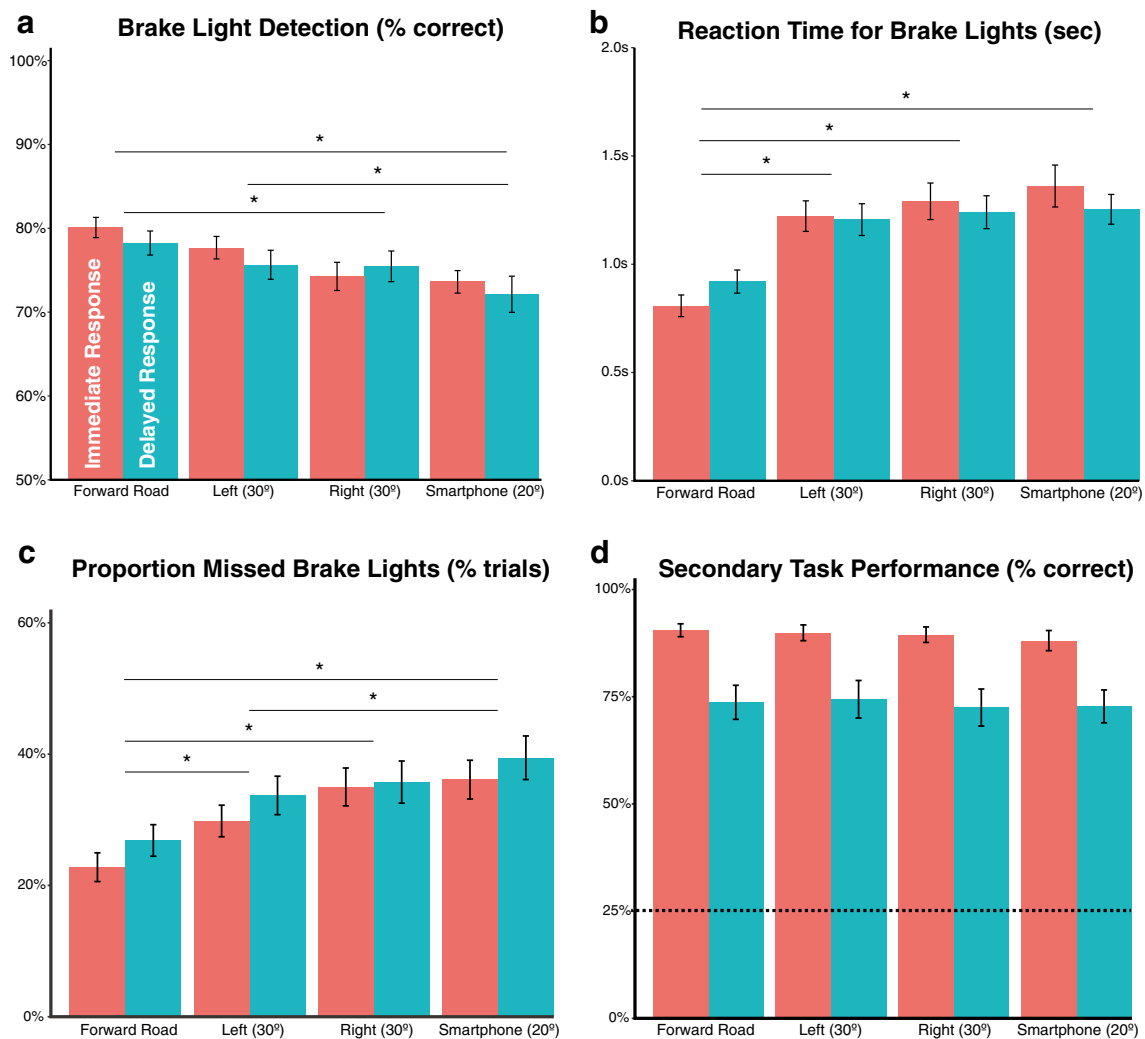 a
Brake Light Detection (% correct)
100%
90%
*
*
*
80%
70%
60%
50%
Immediate Response
Delayed Response
Forward Road
Left (30º)
Right (30º)
Smartphone (20º)
b
Reaction Time for Brake Lights (sec)
2.0s
*
*
*
1.5s
1.0s
0.5s
0.0s
Forward Road
Left (30º)
Right (30º)
Smartphone (20º)
c
Proportion Missed Brake Lights (% trials)
60%
*
*
*
*
40%
20%
0%
Forward Road
Left (30º)
Right (30º)
Smartphone (20º)
d
Secondary Task Performance (% correct)
100%
75%
50%
25%
0%
Forward Road
Left (30º)
Right (30º)
Smartphone (20º)